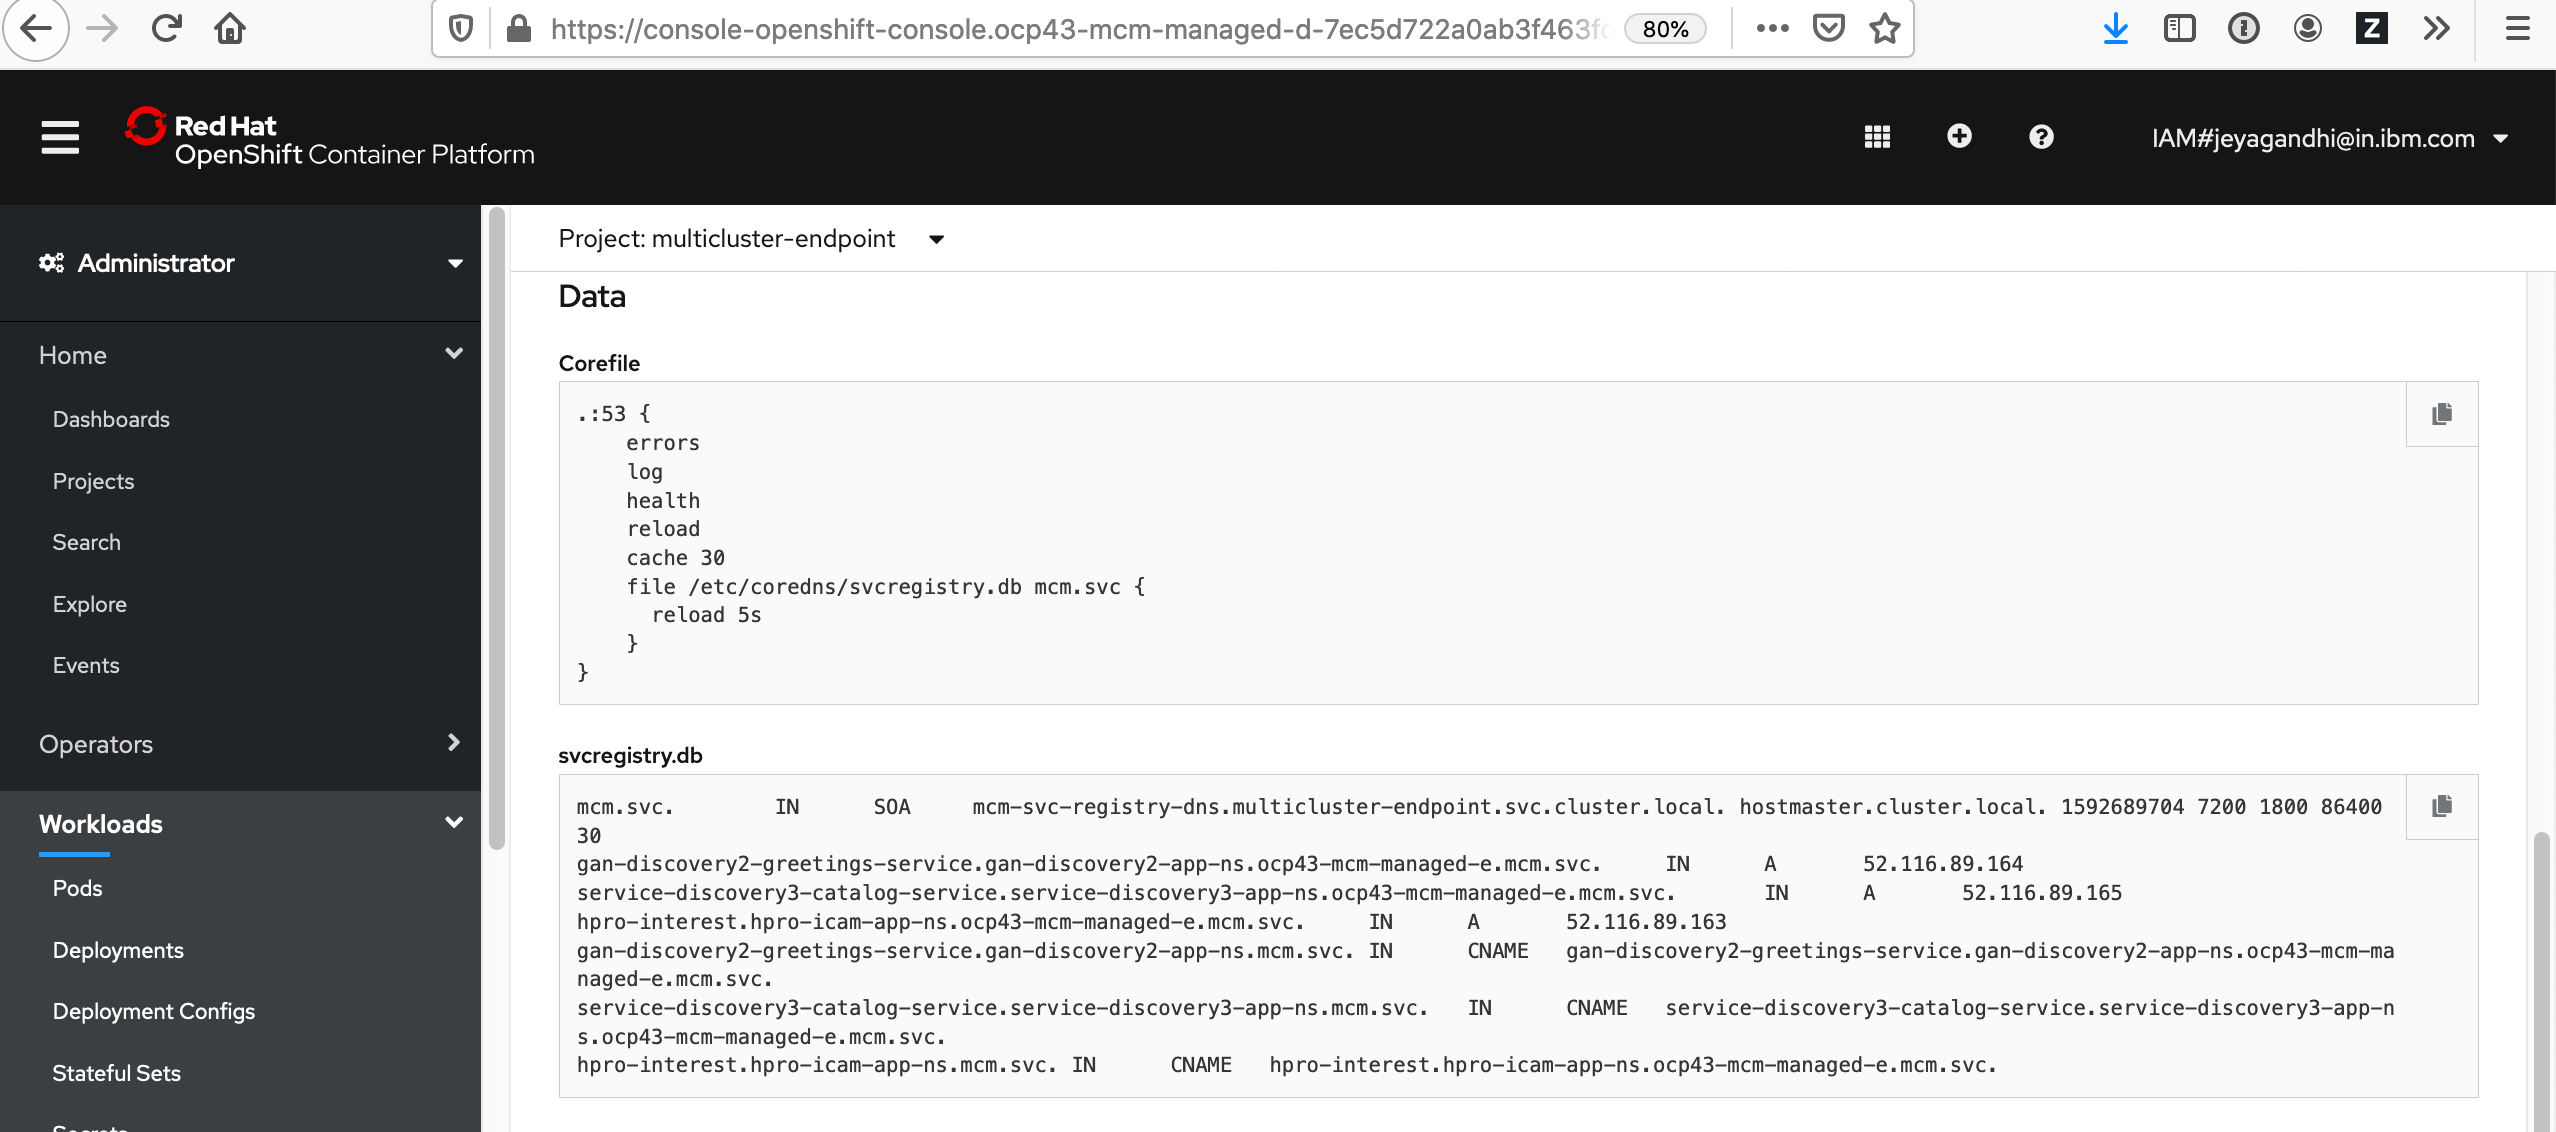 https://console-openshift-console.ocp43-mcm-managed-d-7ec5d722a0ab3f463f
80%
Z
Red Hat
OpenShift Container Platform
IAM#jeyagandhi@in.ibm.com
Administrator
Home
Dashboards
Projects
Search
Explore
Events
Operators
Workloads
Pods
Deployments
Deployment Configs
Stateful Sets
Secrets
Project: multicluster-endpoint
Data
Corefile
.:53 {
    errors
    log
    health
    reload
    cache 30
    file /etc/coredns/svcregistry.db mcm.svc {
      reload 5s
    }
}
svcregistry.db
mcm.svc.        IN      SOA     mcm-svc-registry-dns.multicluster-endpoint.svc.cluster.local. hostmaster.cluster.local. 1592689704 7200 1800 86400
30
gan-discovery2-greetings-service.gan-discovery2-app-ns.ocp43-mcm-managed-e.mcm.svc.     IN      A       52.116.89.164
service-discovery3-catalog-service.service-discovery3-app-ns.ocp43-mcm-managed-e.mcm.svc.       IN      A       52.116.89.165
hpro-interest.hpro-icam-app-ns.ocp43-mcm-managed-e.mcm.svc.     IN      A       52.116.89.163
gan-discovery2-greetings-service.gan-discovery2-app-ns.mcm.svc. IN      CNAME   gan-discovery2-greetings-service.gan-discovery2-app-ns.ocp43-mcm-ma
naged-e.mcm.svc.
service-discovery3-catalog-service.service-discovery3-app-ns.mcm.svc.   IN      CNAME   service-discovery3-catalog-service.service-discovery3-app-n
s.ocp43-mcm-managed-e.mcm.svc.
hpro-interest.hpro-icam-app-ns.mcm.svc. IN      CNAME   hpro-interest.hpro-icam-app-ns.ocp43-mcm-managed-e.mcm.svc.